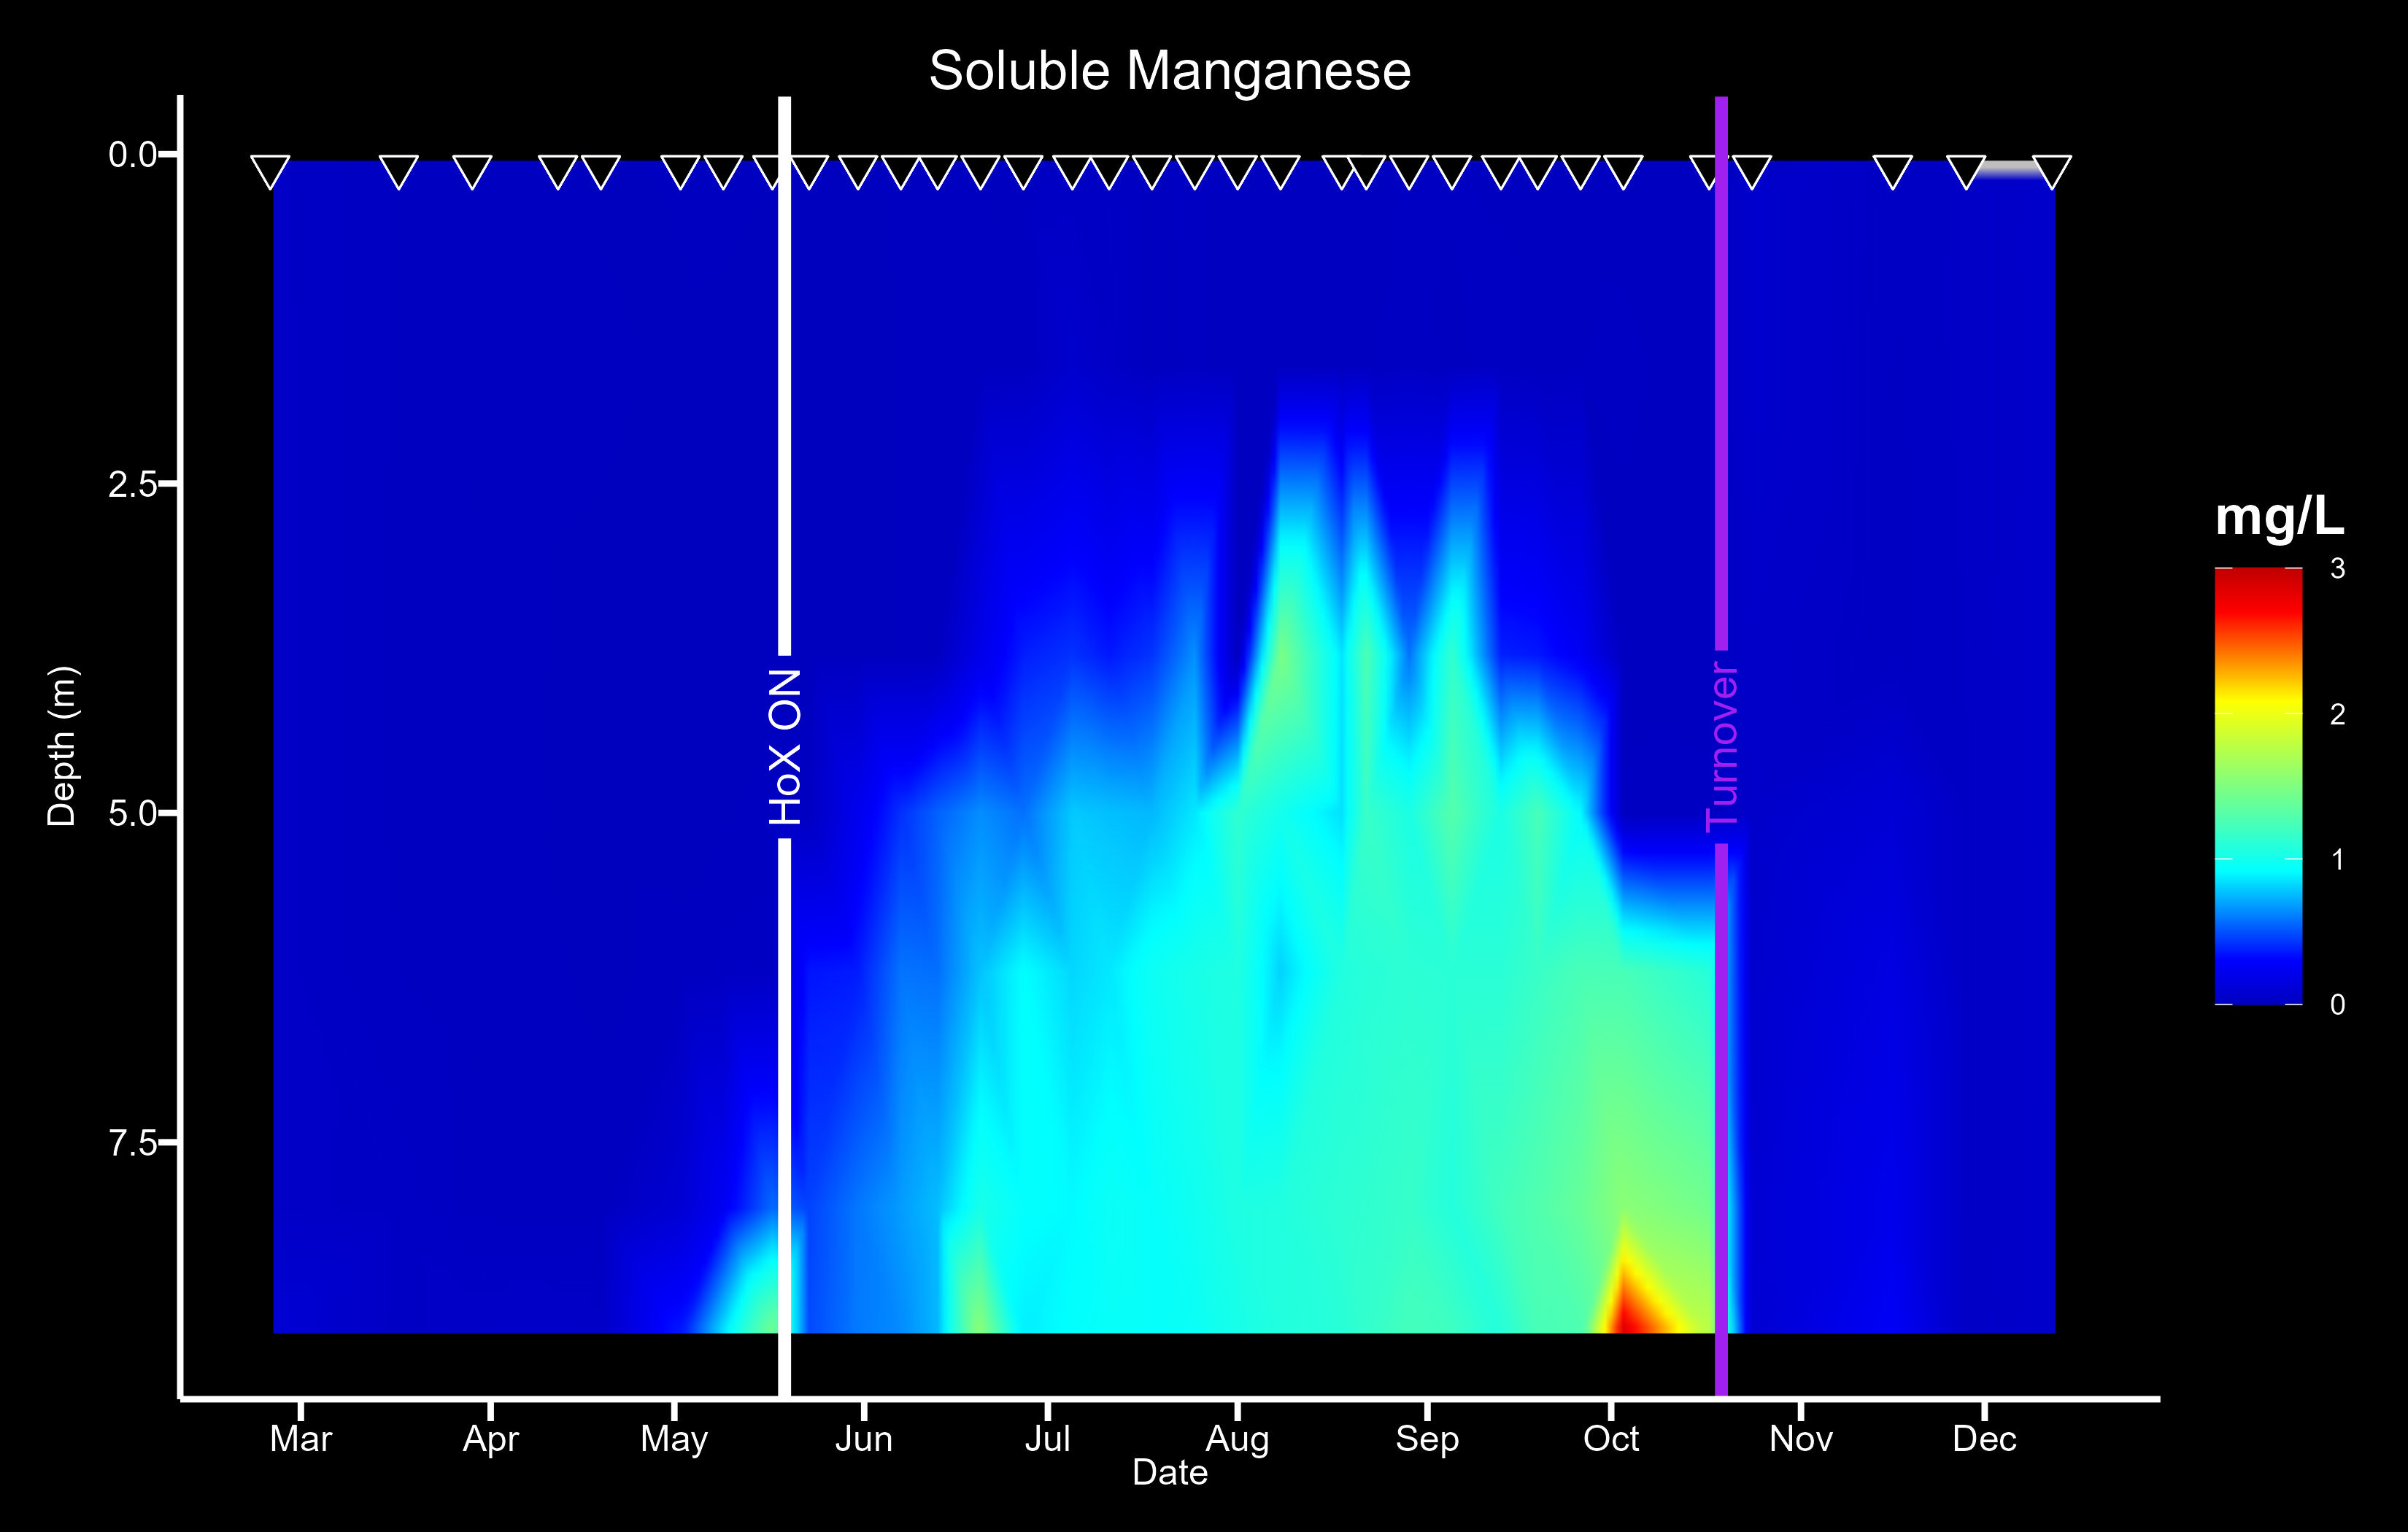 Soluble Manganese
0.0
2.5
5.0
7.5
Depth (m)
HoX ON
Turnover
mg/L
3
2
1
0
Mar Apr May Jun Jul Aug Sep Oct Nov Dec
Date